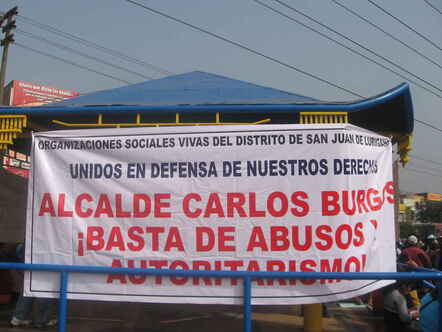 ORGANIZACIONES SOCIALES VIVAS DEL DISTRITO DE SAN JUAN DE
UNIDOS EN DEFENSA DE NUESTROS DERECHOS
ALCALDE CARLOS BURGOS
¡BASTA DE ABUSOS
AUTORITARISMO!